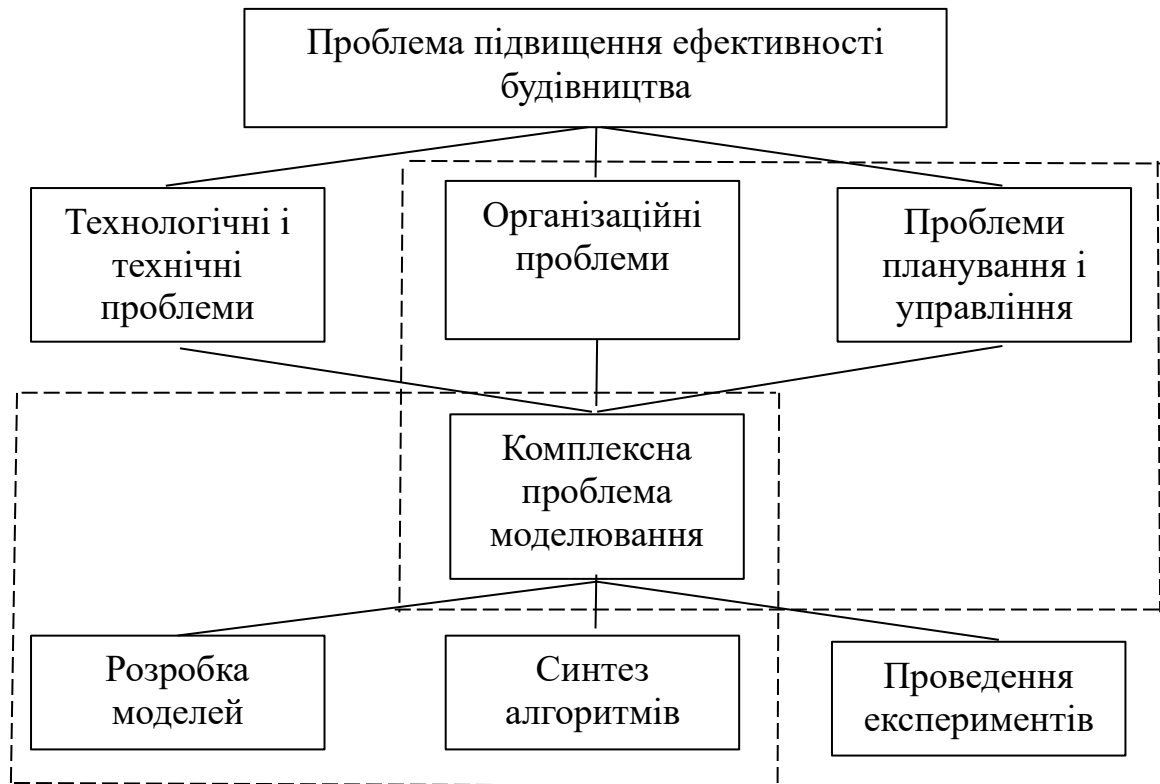 Проблема підвищення ефективності
будівництва
Технологічні і
технічні
проблеми
Організаційні
проблеми
Проблеми
планування і
управління
Комплексна
проблема
моделювання
Розробка
моделей
Синтез
алгоритмів
Проведення
експериментів